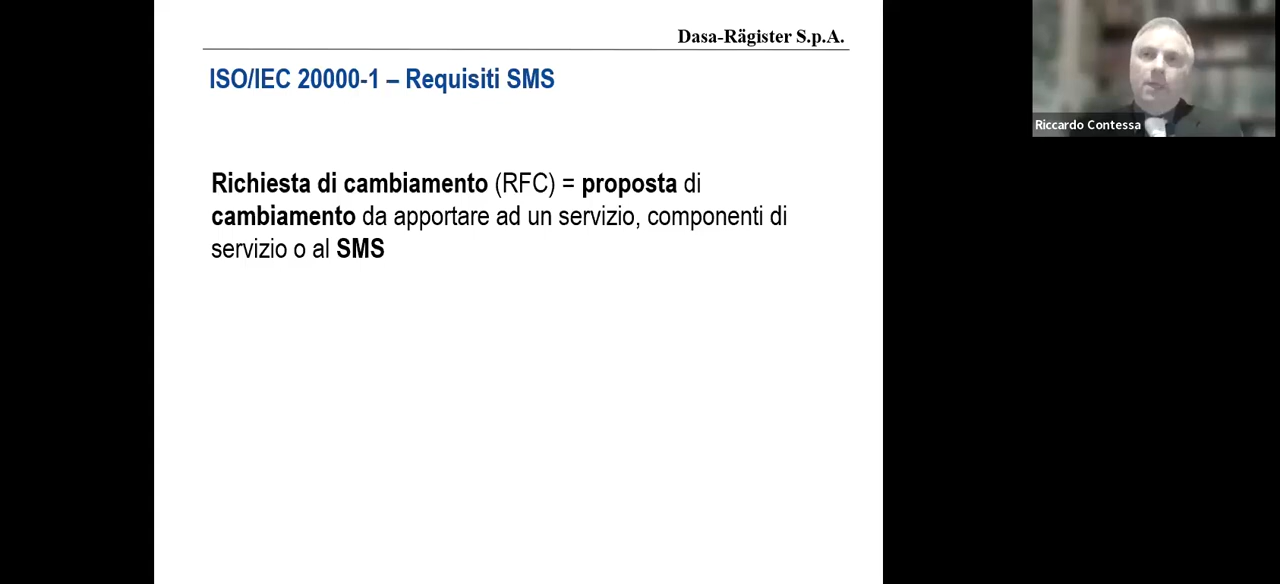 Dasa-Rägister S.p.A.
ISO/IEC 20000-1 – Requisiti SMS
Riccardo Contessa
Richiesta di cambiamento (RFC) = proposta di
cambiamento da apportare ad un servizio, componenti di
servizio o al SMS